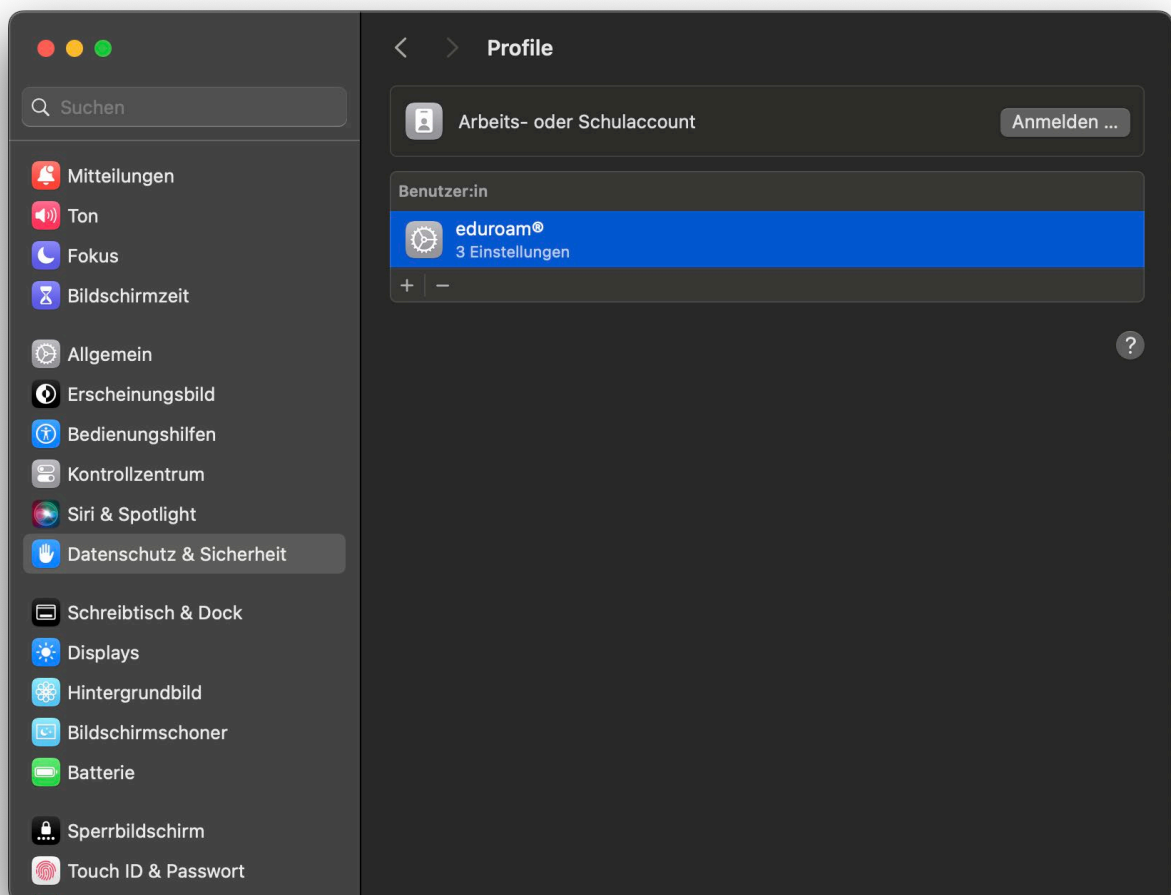 Suchen
Mitteilungen
Ton
Fokus
Bildschirmzeit
Allgemein
Erscheinungsbild
Bedienungshilfen
Kontrollzentrum
Siri & Spotlight
Datenschutz & Sicherheit
Schreibtisch & Dock
Displays
Hintergrundbild
Bildschirmschoner
Batterie
Sperrbildschirm
Touch ID & Passwort
Profile
Arbeits- oder Schulaccount
Anmelden ...
Benutzer:in
eduroam®
3 Einstellungen
+ −
?